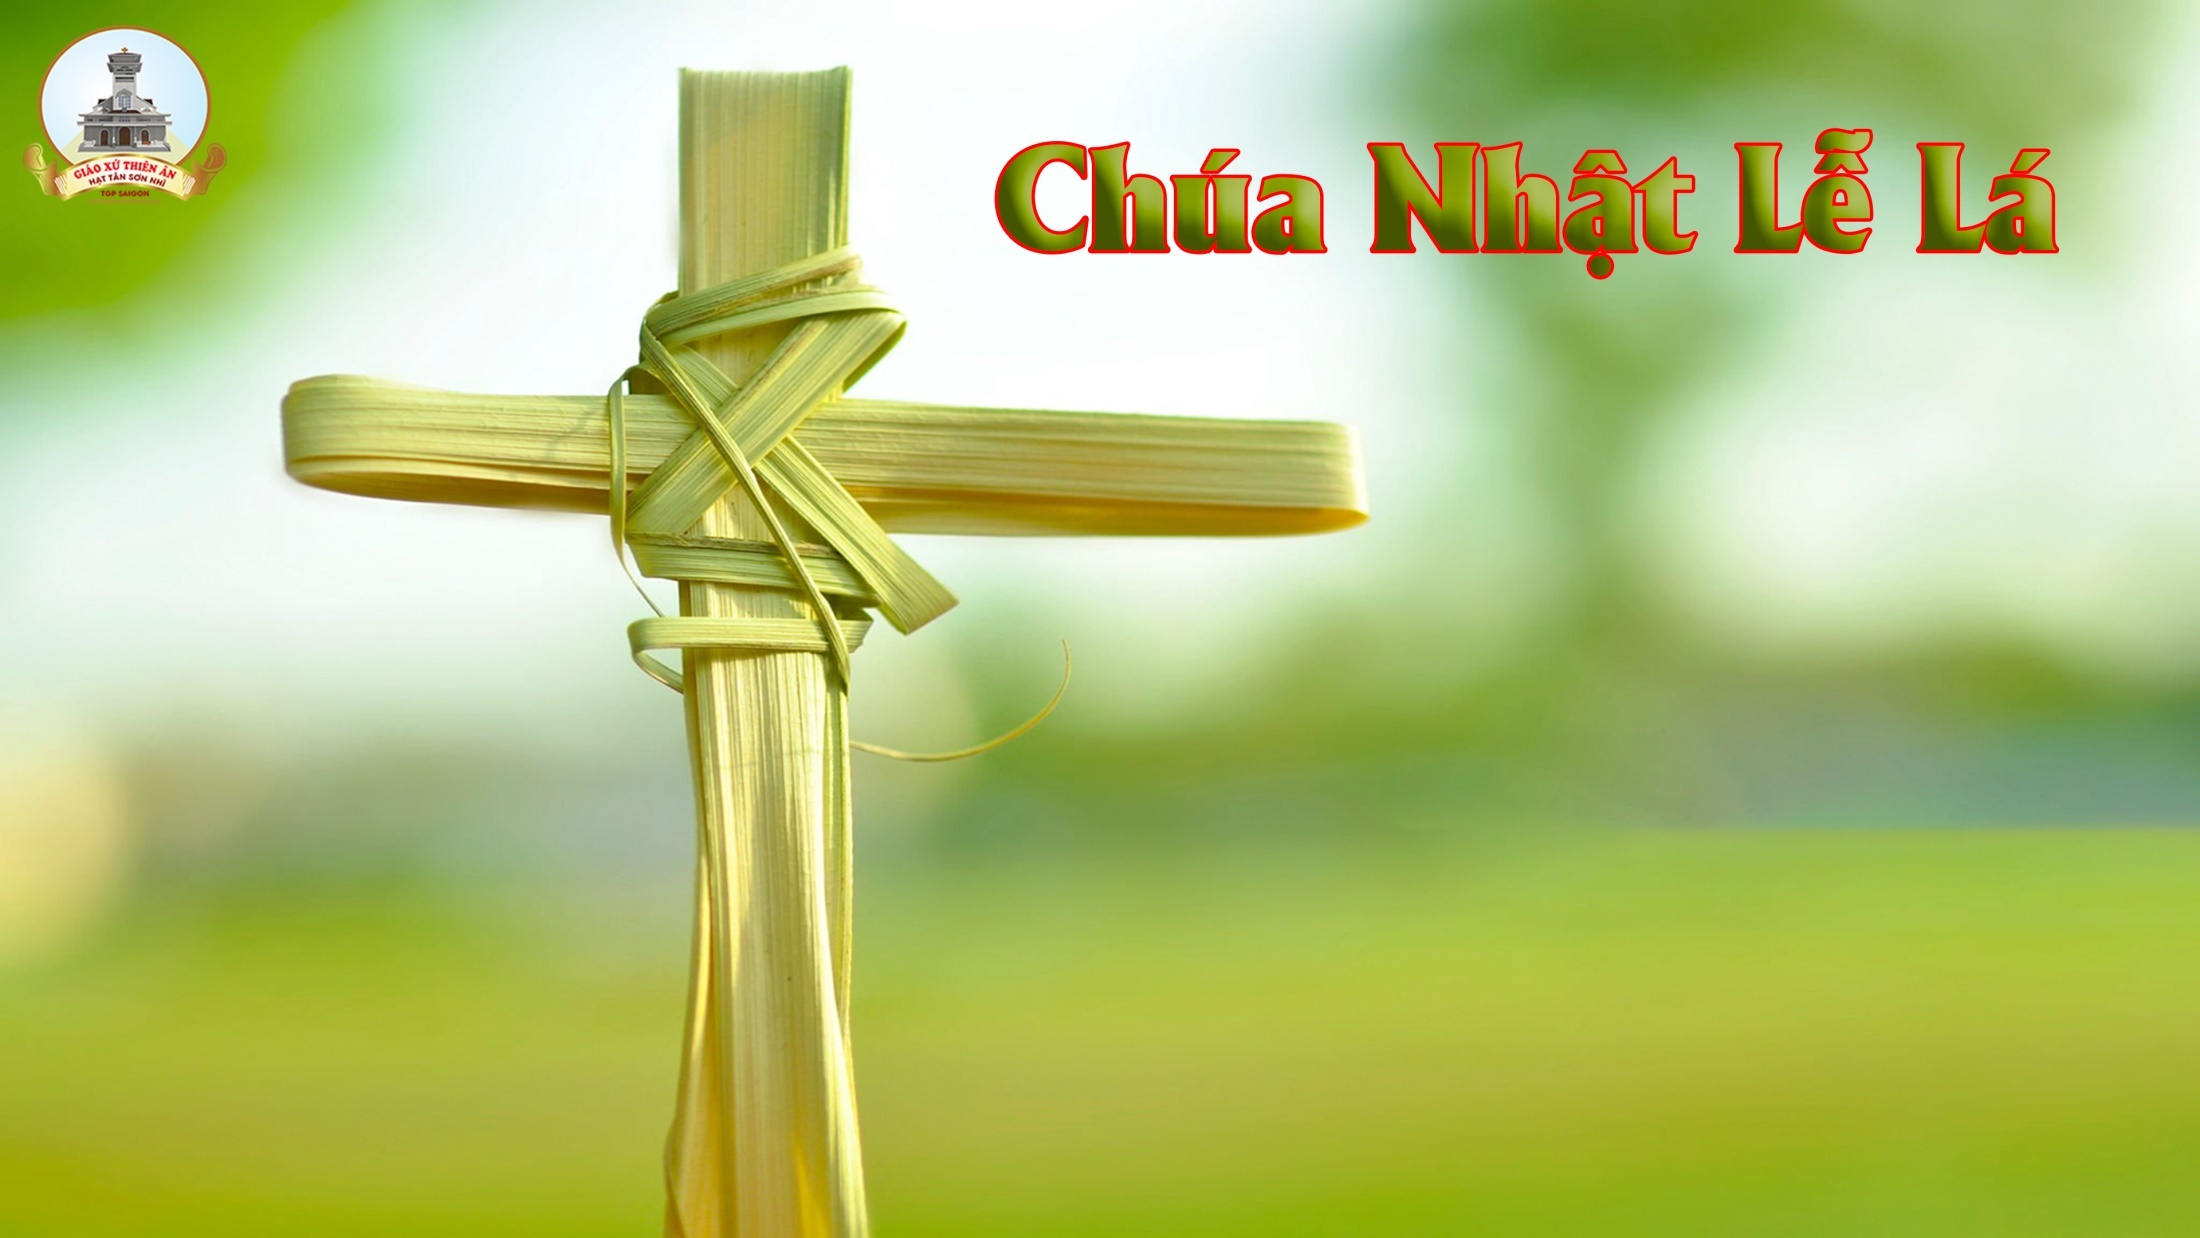 GIÁO XỨ THIÊN ÂN
HẠT TÂN SƠN NHÌ
TGP SAIGON
Chúa Nhật Lễ Lá